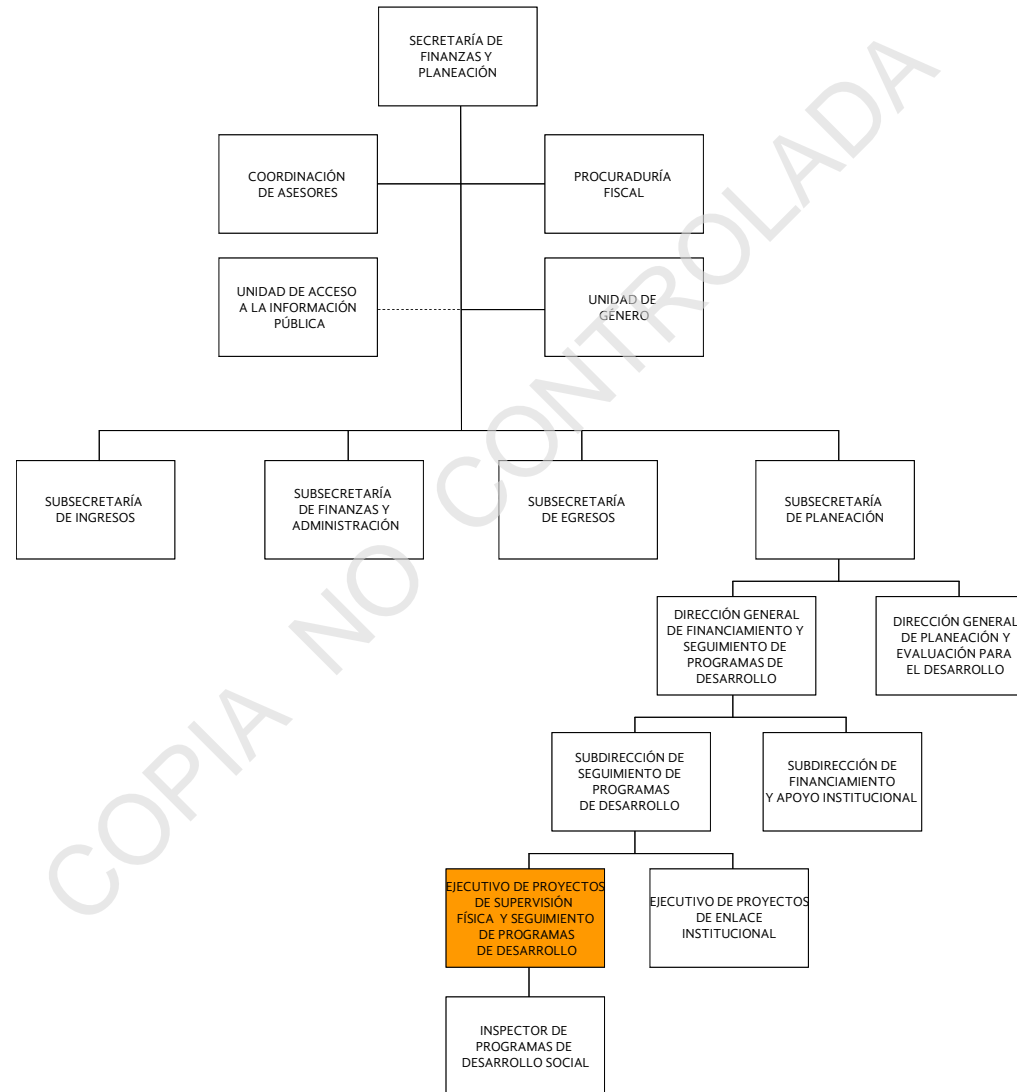 SECRETARÍA DE
FINANZAS Y
PLANEACIÓN
COORDINACIÓN
DE ASESORES
PROCURADURÍA
FISCAL
UNIDAD DE ACCESO
A LA INFORMACIÓN
PÚBLICA
UNIDAD DE
GÉNERO
SUBSECRETARÍA
DE INGRESOS
SUBSECRETARÍA
DE FINANZAS Y
ADMINISTRACIÓN
SUBSECRETARÍA
DE EGRESOS
SUBSECRETARÍA
DE PLANEACIÓN
DIRECCIÓN GENERAL
DE FINANCIAMIENTO Y
SEGUIMIENTO DE
PROGRAMAS DE
DESARROLLO
DIRECCIÓN GENERAL
DE PLANEACIÓN Y
EVALUACIÓN PARA
EL DESARROLLO
SUBDIRECCIÓN DE
SEGUIMIENTO DE
PROGRAMAS
DE DESARROLLO
SUBDIRECCIÓN DE
FINANCIAMIENTO
Y APOYO INSTITUCIONAL
EJECUTIVO DE PROYECTOS
DE SUPERVISIÓN
FÍSICA Y SEGUIMIENTO
DE PROGRAMAS
DE DESARROLLO
EJECUTIVO DE PROYECTOS
DE ENLACE
INSTITUCIONAL
INSPECTOR DE
PROGRAMAS DE
DESARROLLO SOCIAL
COPIA NO CONTROLADA